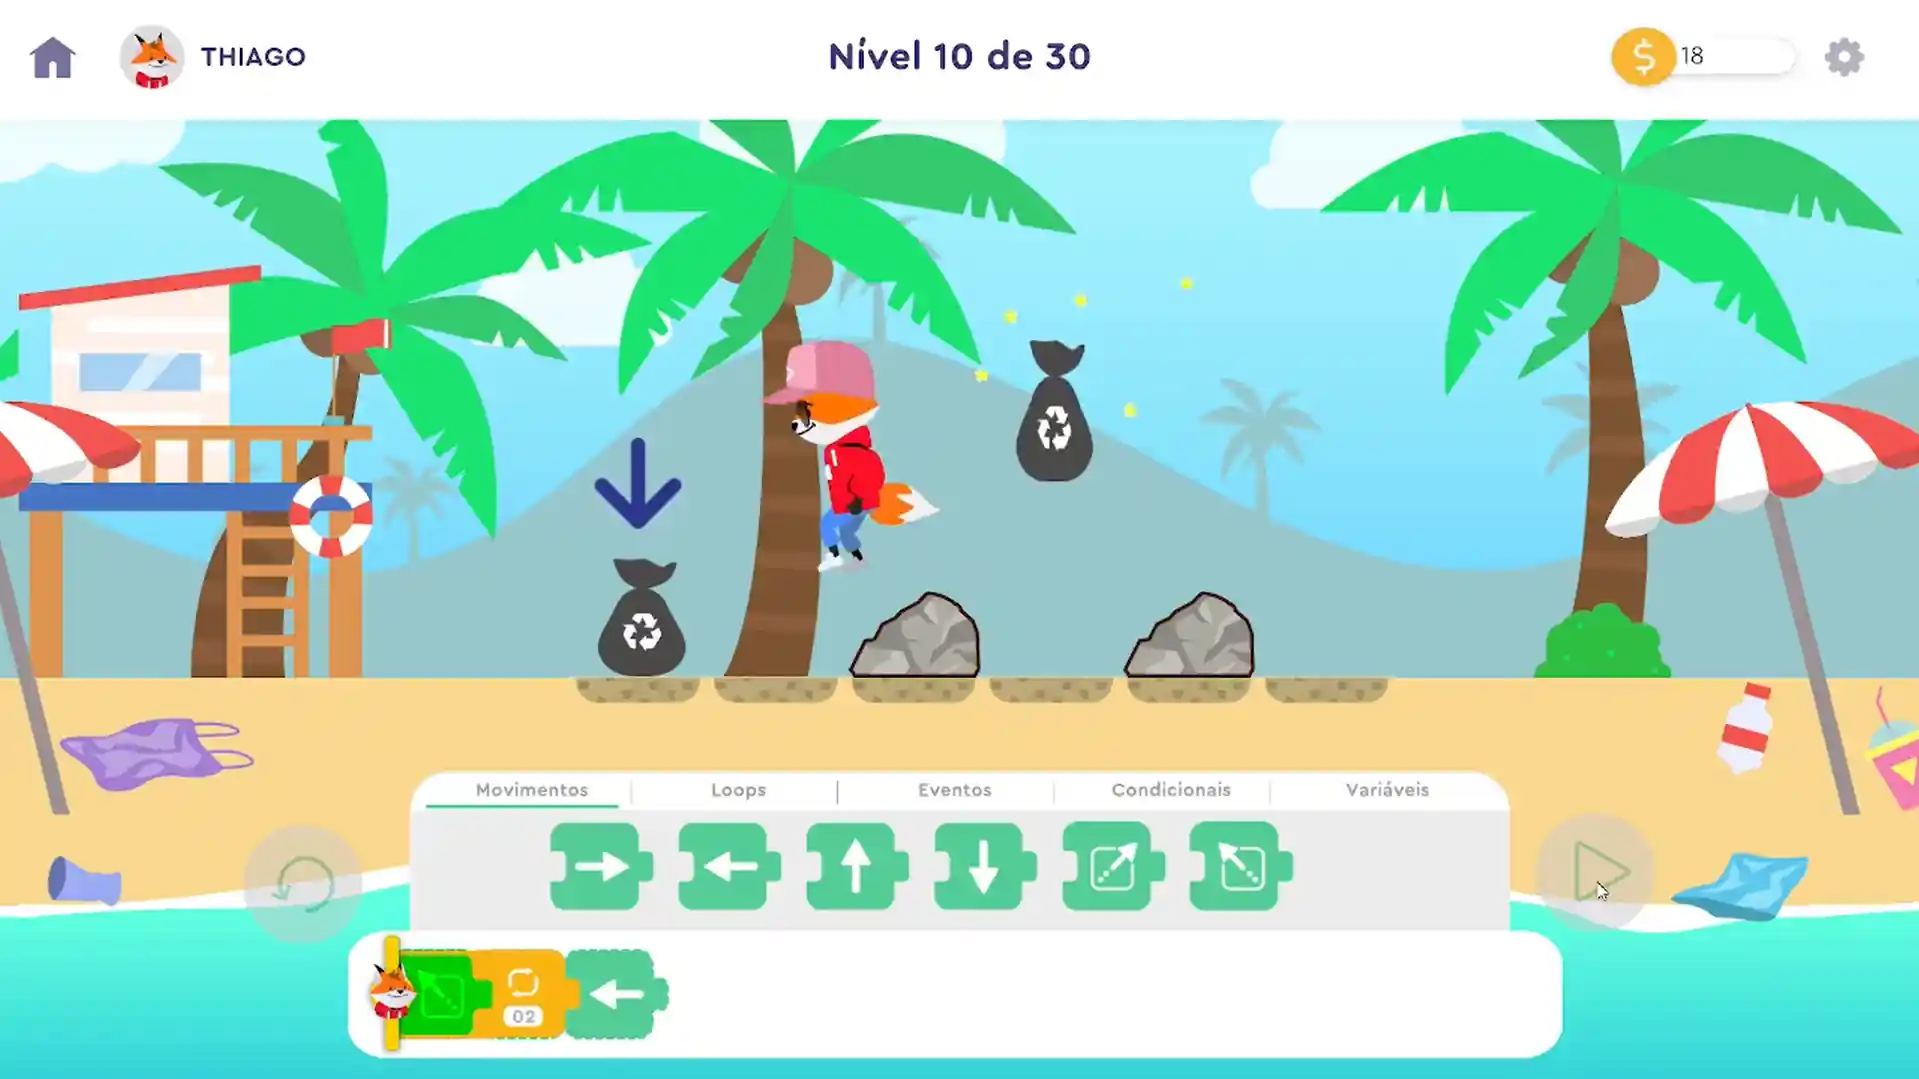 THIAGO
Nível 10 de 30
18
Movimentos
Loops
Eventos
Condicionais
Variáveis
02